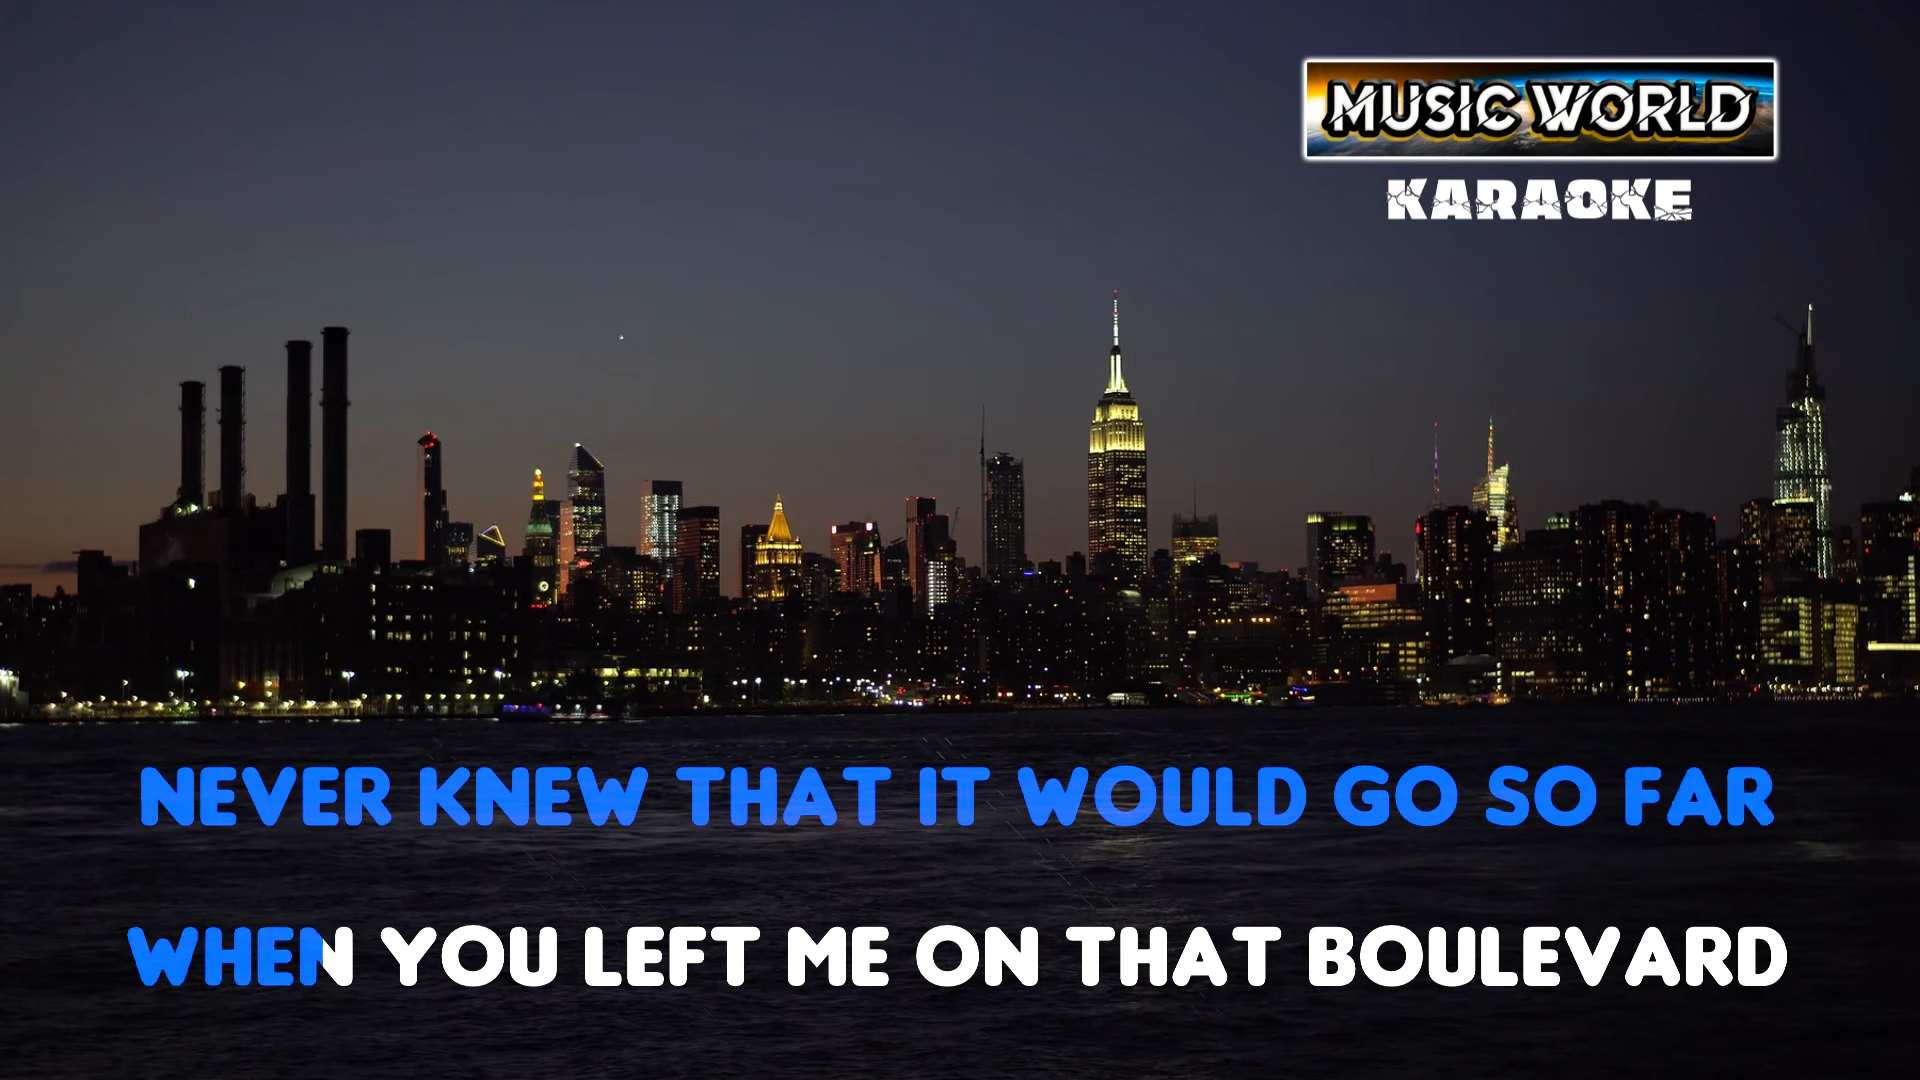 MUSIC WORLD
KARAOKE
NEVER KNEW THAT IT WOULD GO SO FAR
WHEN YOU LEFT ME ON THAT BOULEVARD